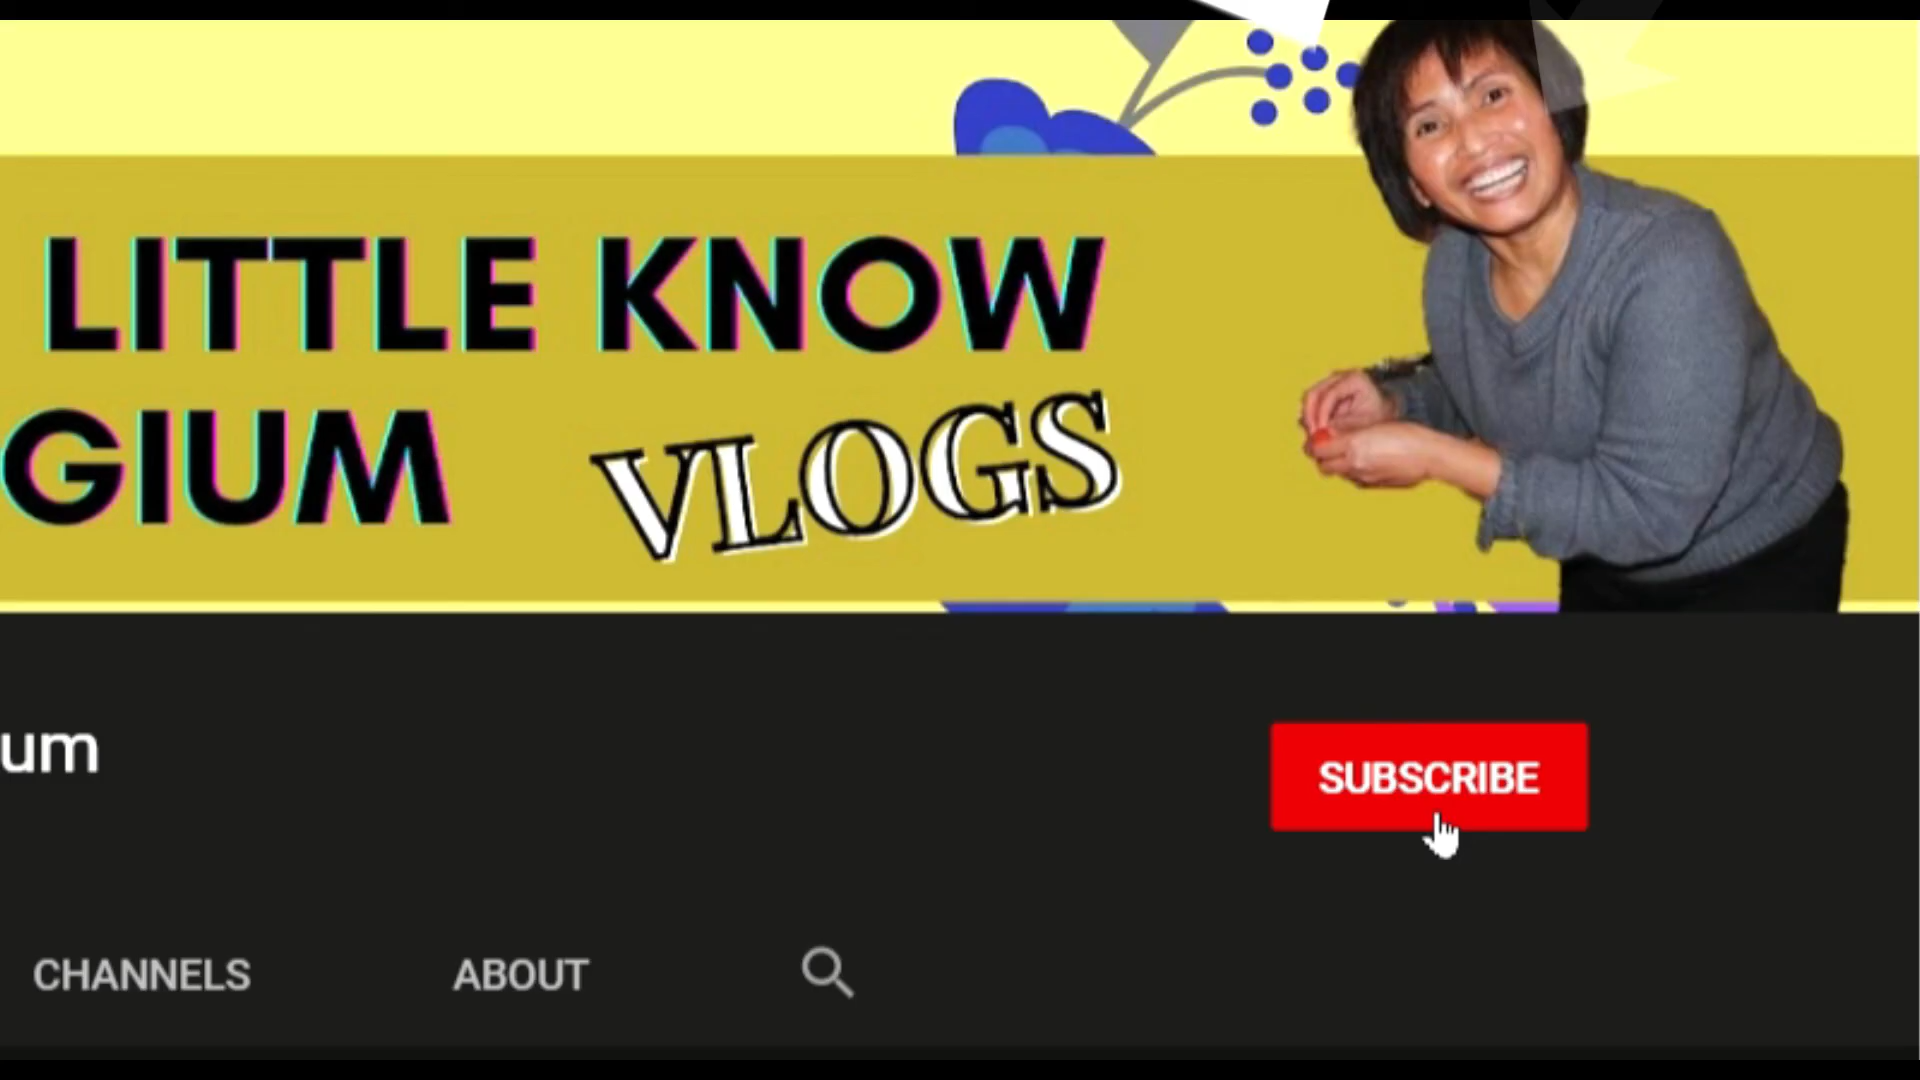 LITTLE KNOW
GIUM
VLOGS
um
SUBSCRIBE
CHANNELS
ABOUT